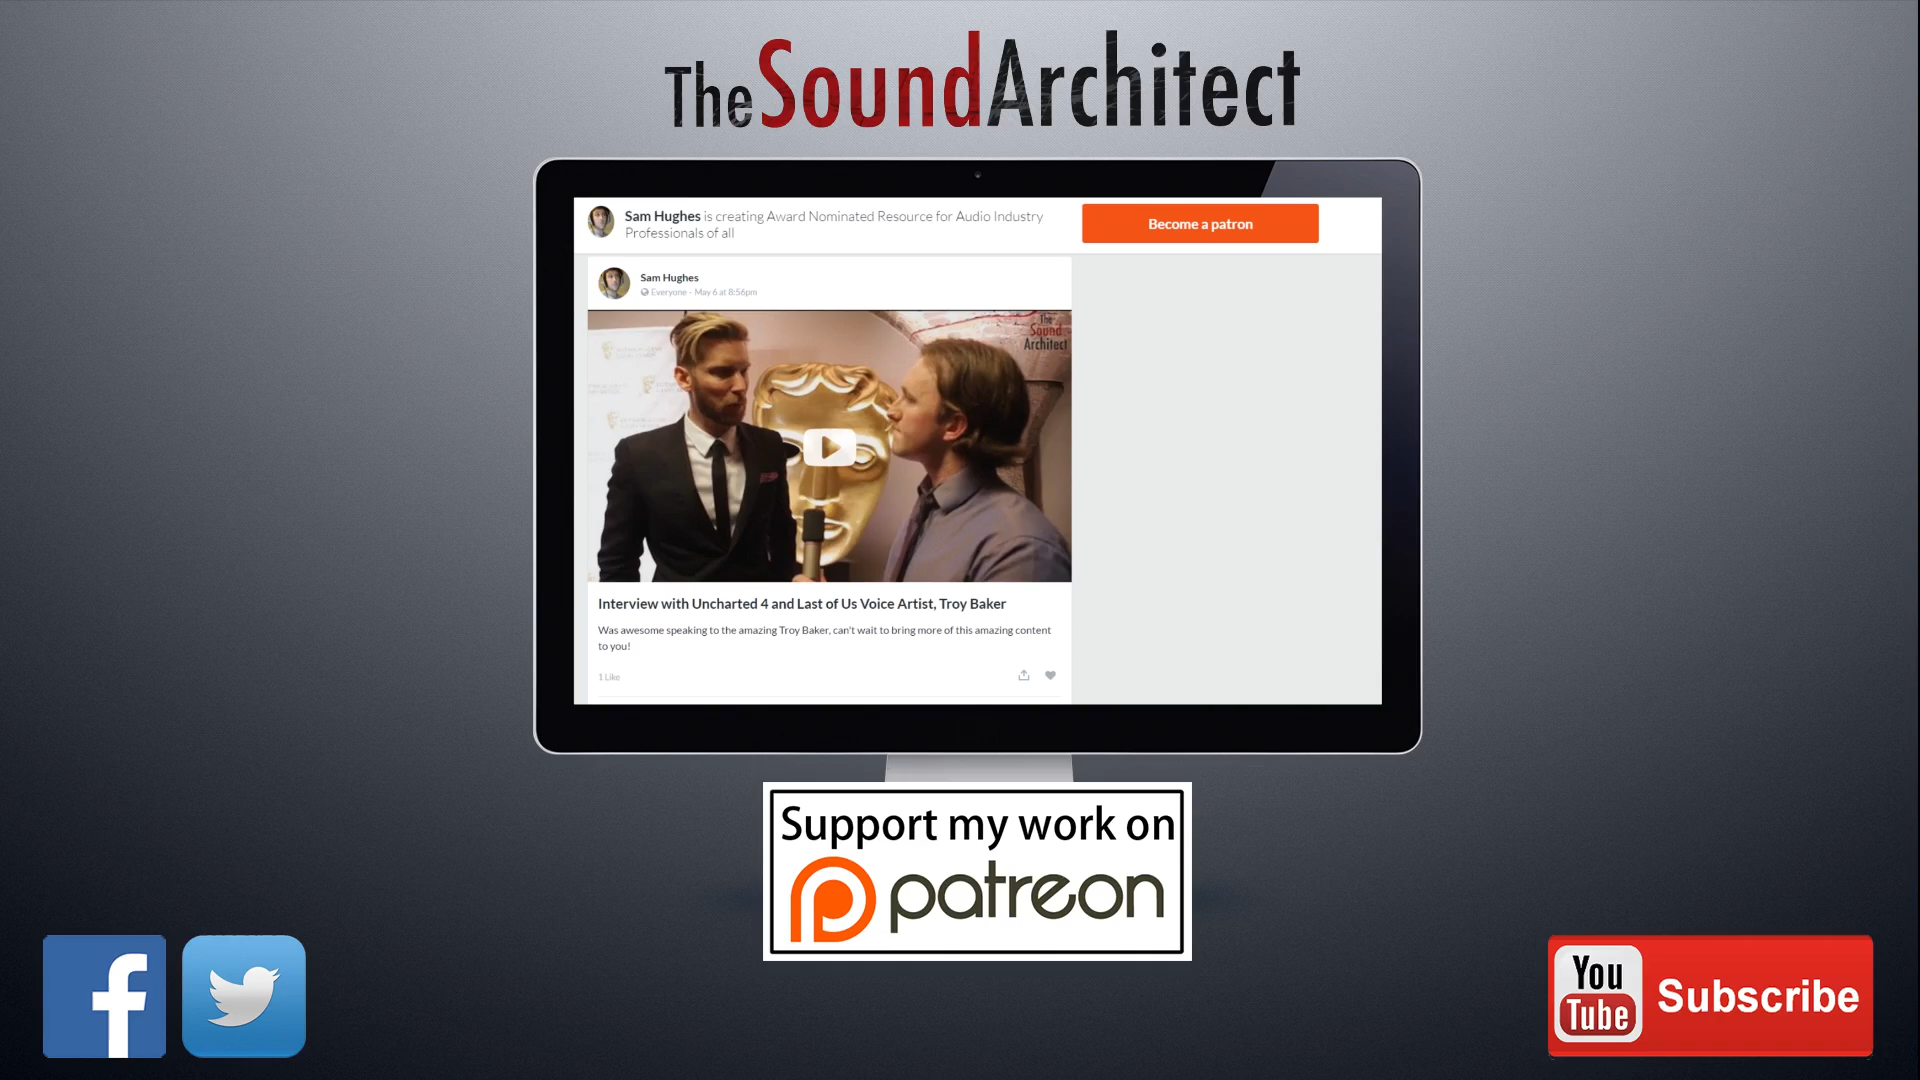 TheSoundArchitect
Sam Hughes is creating Award Nominated Resource for Audio Industry
Professionals of all
Become a patron
Sam Hughes
Everyone - May 6 at 8:56pm
The
Sound
Architect
Interview with Uncharted 4 and Last of Us Voice Artist, Troy Baker
Was awesome speaking to the amazing Troy Baker, can't wait to bring more of this amazing content
to you!
1 Like
Support my work on
patreon
f
You
Tube
Subscribe